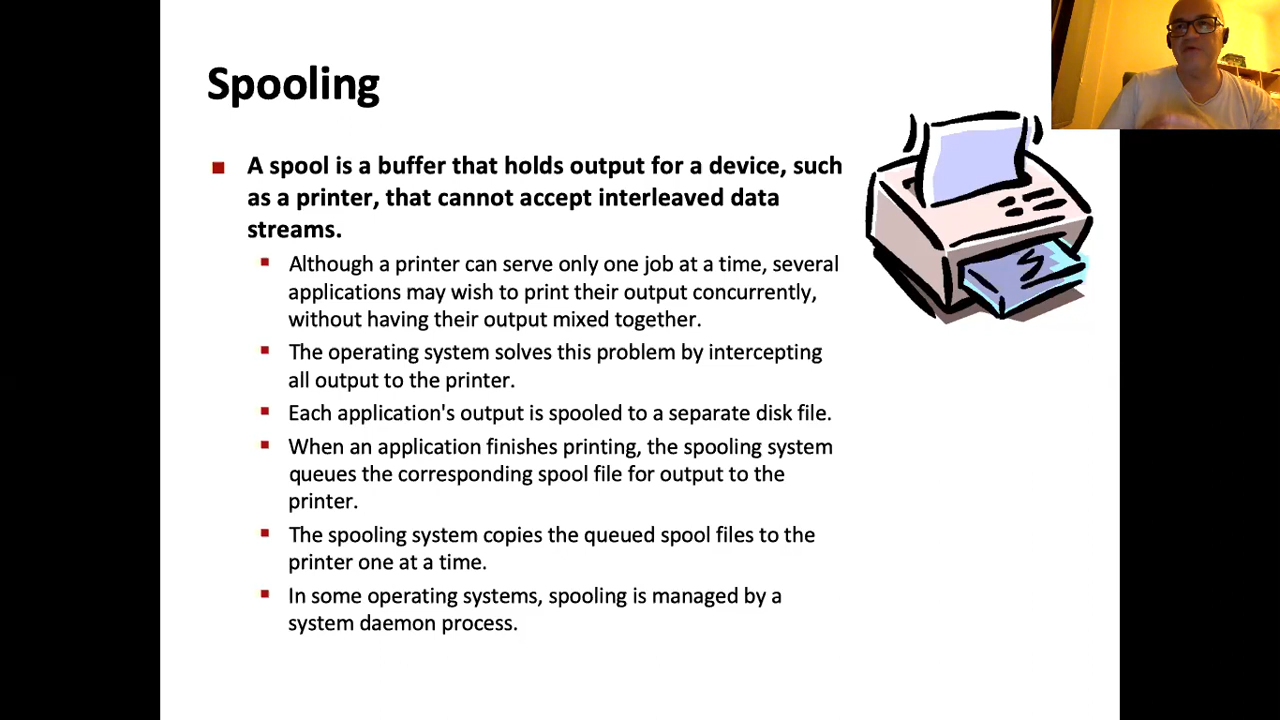 Spooling
A spool is a buffer that holds output for a device, such
as a printer, that cannot accept interleaved data
streams.
Although a printer can serve only one job at a time, several
applications may wish to print their output concurrently,
without having their output mixed together.
The operating system solves this problem by intercepting
all output to the printer.
Each application's output is spooled to a separate disk file.
When an application finishes printing, the spooling system
queues the corresponding spool file for output to the
printer.
The spooling system copies the queued spool files to the
printer one at a time.
In some operating systems, spooling is managed by a
system daemon process.